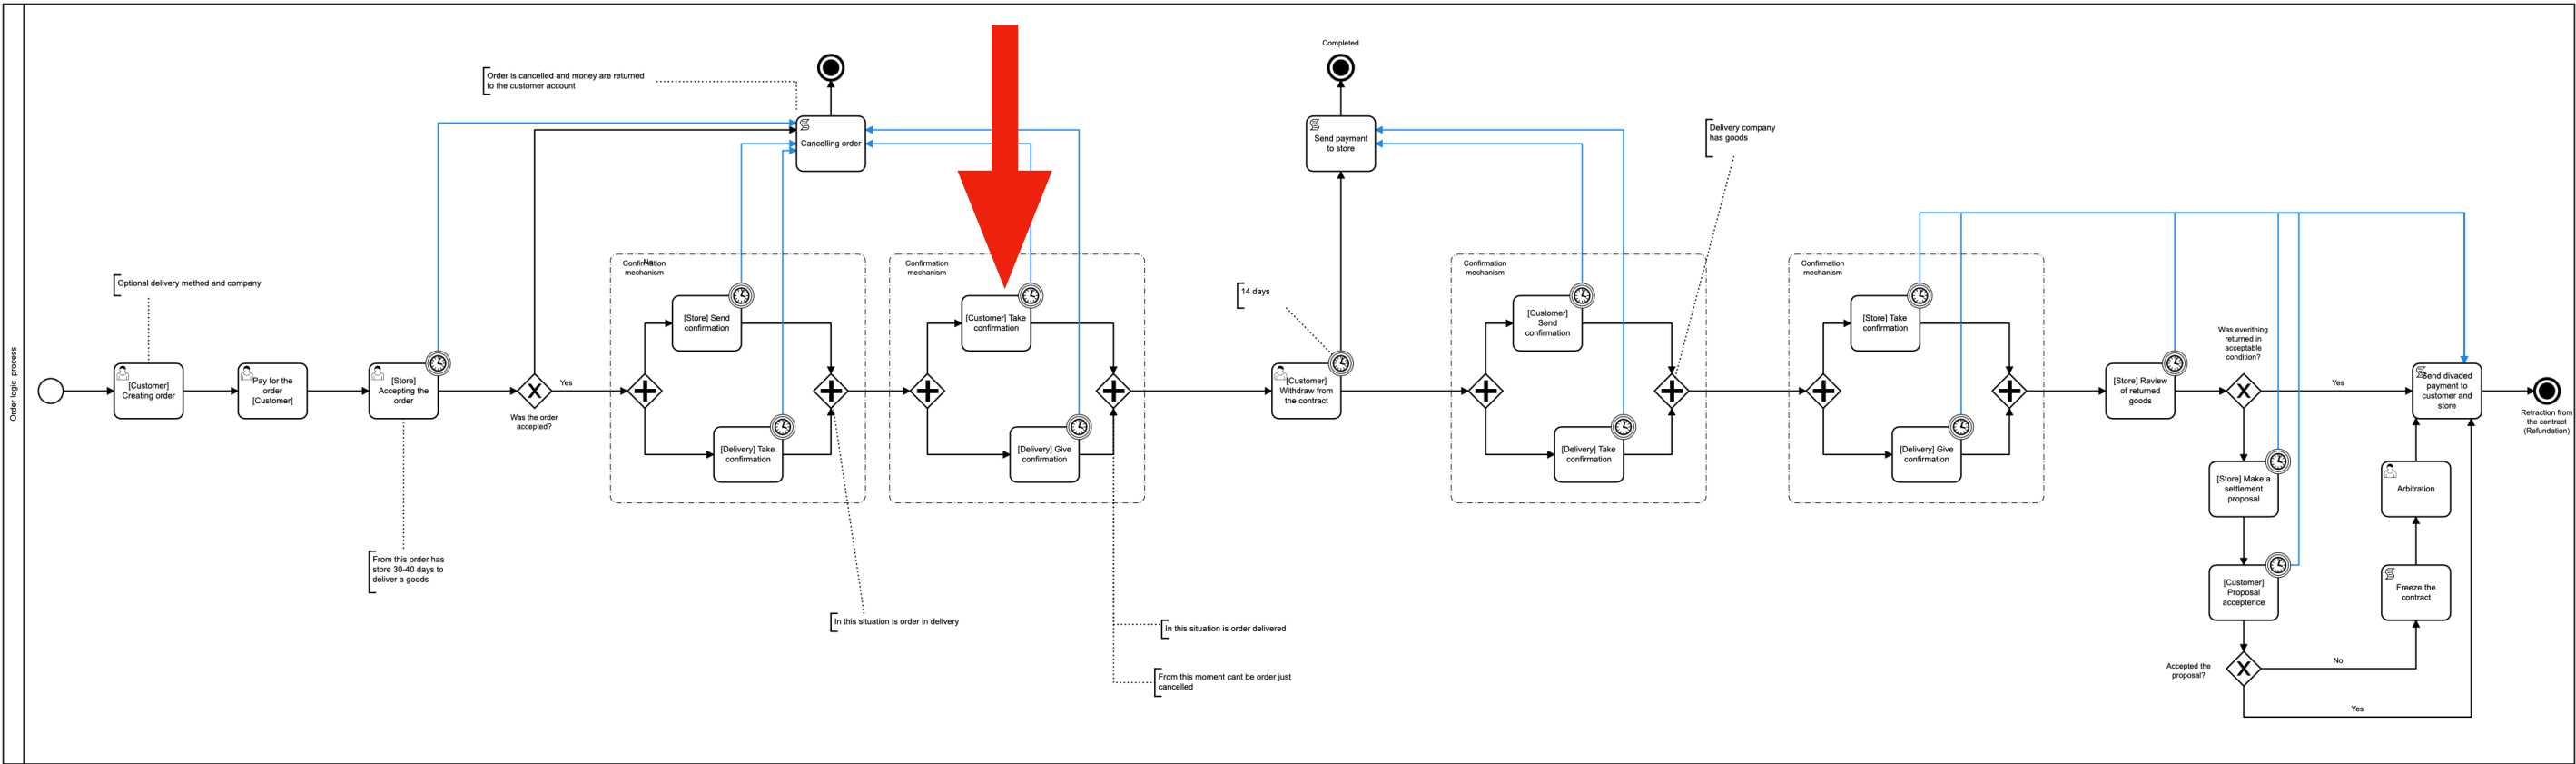 Order logic process
Completed
Order is cancelled and money are returned
to the customer account
Cancelling order
Send payment
to store
Delivery company
has goods
Optional delivery method and company
[Customer]
Creating order
Pay for the
order
[Customer]
[Store]
Accepting the
order
From this order has
store 30-40 days to
deliver a goods
Was the order
accepted?
No
Yes
Confirmation
mechanism
[Store] Send
confirmation
[Delivery] Take
confirmation
In this situation is order in delivery
Confirmation
mechanism
[Customer] Take
confirmation
[Delivery] Give
confirmation
In this situation is order delivered
From this moment cant be order just
cancelled
14 days
[Customer]
Withdraw from
the contract
Confirmation
mechanism
[Customer]
Send
confirmation
[Delivery] Take
confirmation
Confirmation
mechanism
[Store] Take
confirmation
[Delivery] Give
confirmation
[Store] Review
of returned
goods
Was everithing
returned in
acceptable
condition?
Yes
Send divaded
payment to
customer and
store
Retraction from
the contract
(Refundation)
[Store] Make a
settlement
proposal
Arbitration
[Customer]
Proposal
acceptence
Freeze the
contract
Accepted the
proposal?
No
Yes